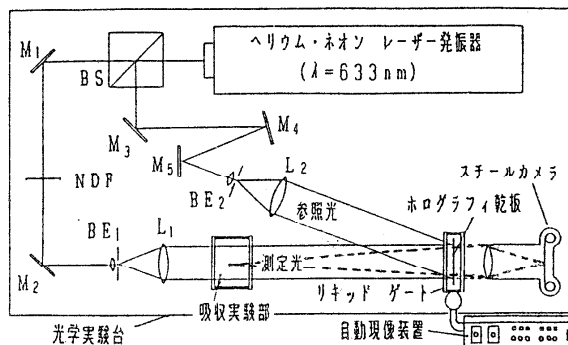 ヘリウム・ネオン レーザー発振器
(λ=633nm)
M1
BS
M3
M4
M5
NDF
BE2
L2
参照光
スチールカメラ
ホログラフィ乾板
BE1
L1
測定光
M2
吸収実験部
リキッド ゲート
光学実験台
自動現像装置